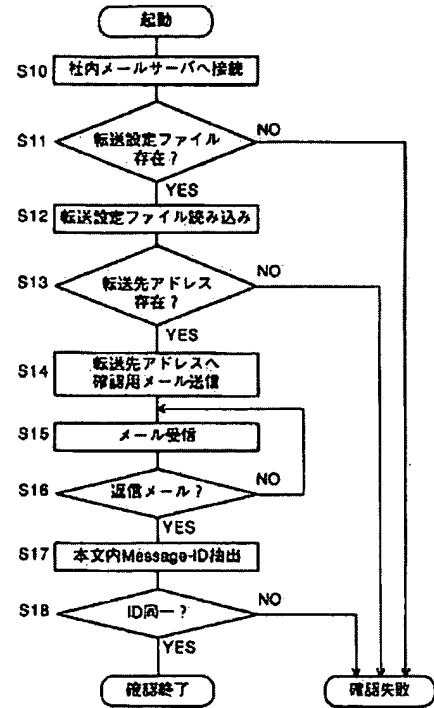 起動
S10
社内メールサーバへ接続
S11
転送設定ファイル
存在？
NO
YES
S12
転送設定ファイル読み込み
S13
転送先アドレス
存在？
NO
YES
S14
転送先アドレスへ
確認用メール送信
S15
メール受信
S16
返信メール？
NO
YES
S17
本文内Message-ID抽出
S18
ID同一？
NO
YES
確認終了
確認失敗